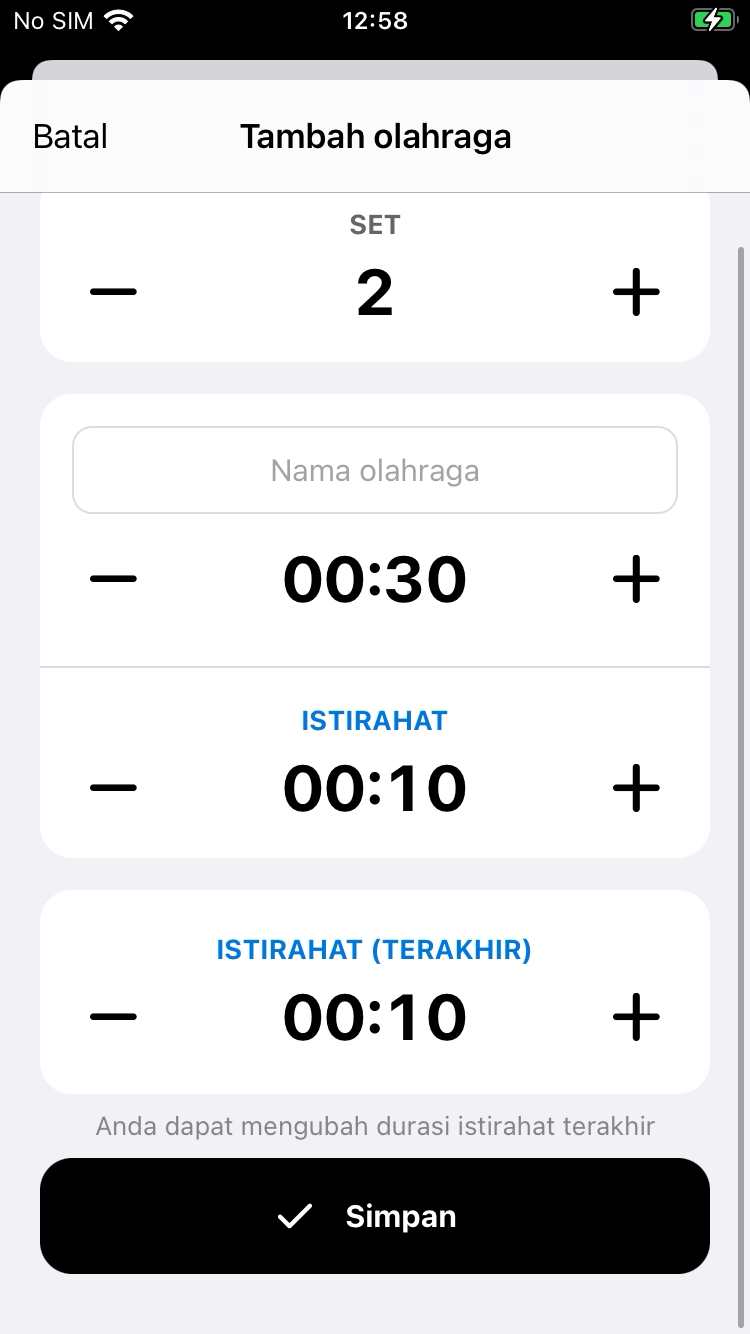 No SIM 12:58
Batal Tambah olahraga
SET
2
Nama olahraga
00:30
ISTIRAHAT
00:10
ISTIRAHAT (TERAKHIR)
00:10
Anda dapat mengubah durasi istirahat terakhir
Simpan